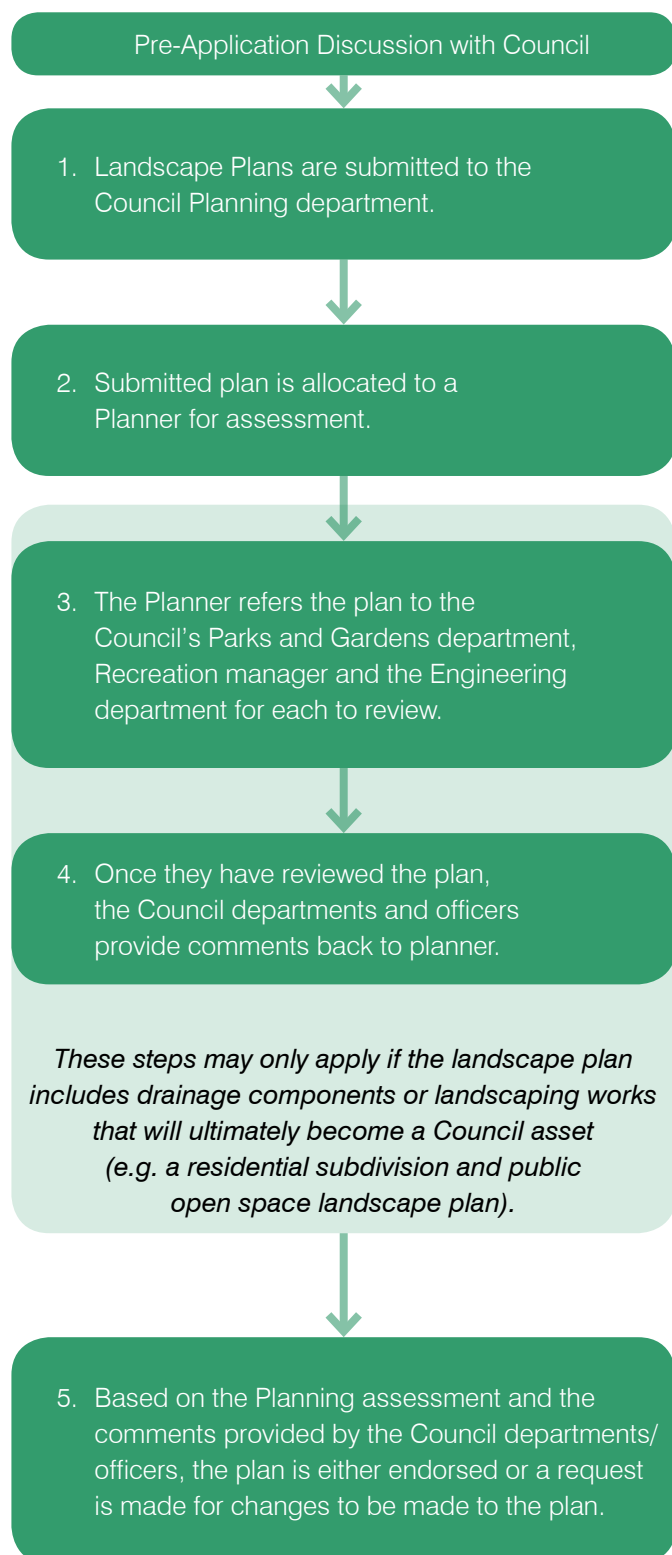 Pre-Application Discussion with Council
1. Landscape Plans are submitted to the
Council Planning department.
2. Submitted plan is allocated to a
Planner for assessment.
3. The Planner refers the plan to the
Council’s Parks and Gardens department,
Recreation manager and the Engineering
department for each to review.
4. Once they have reviewed the plan,
the Council departments and officers
provide comments back to planner.
These steps may only apply if the landscape plan
includes drainage components or landscaping works
that will ultimately become a Council asset
(e.g. a residential subdivision and public
open space landscape plan).
5. Based on the Planning assessment and the
comments provided by the Council departments/
officers, the plan is either endorsed or a request
is made for changes to be made to the plan.